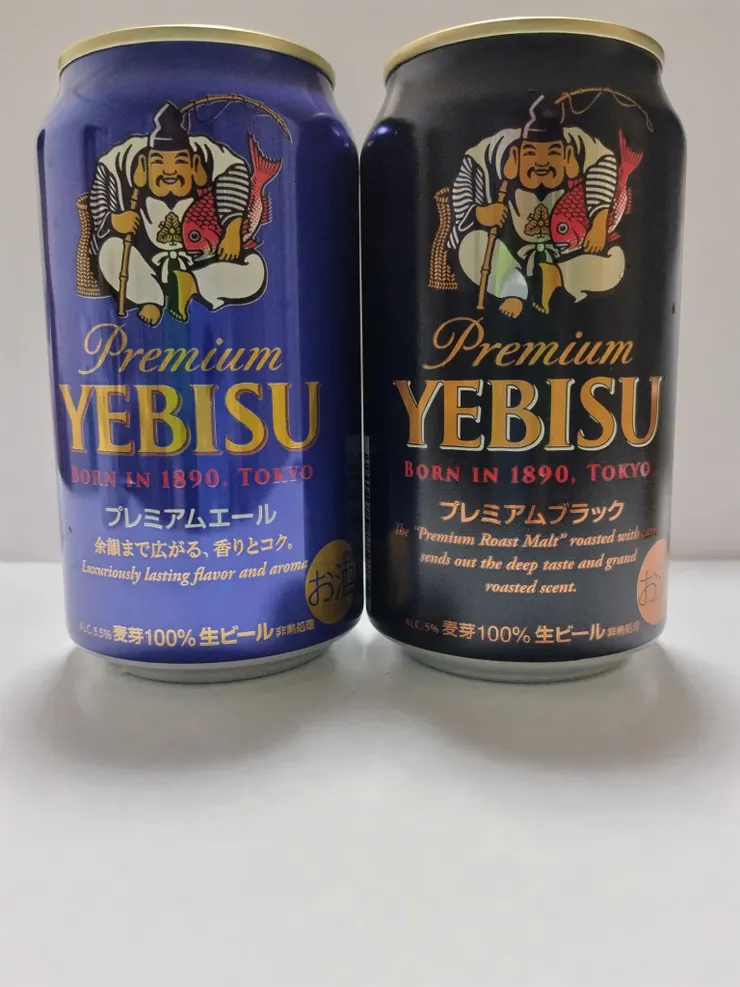 Premium
YEBISU
BORN IN 1890, TOKYO
プレミアムエール
余韻まで広がる、香りとコク。
Luxuriously lasting flavor and aroma
お酒
ALC.5.5% 麦芽100% 生ビール 非熱処理
Premium
YEBISU
BORN IN 1890, TOKYO
プレミアムブラック
The "Premium Roast Malt" roasted with care
sends out the deep taste and grand
roasted scent.
お
ALC.5% 麦芽100% 生ビール 非熱処理